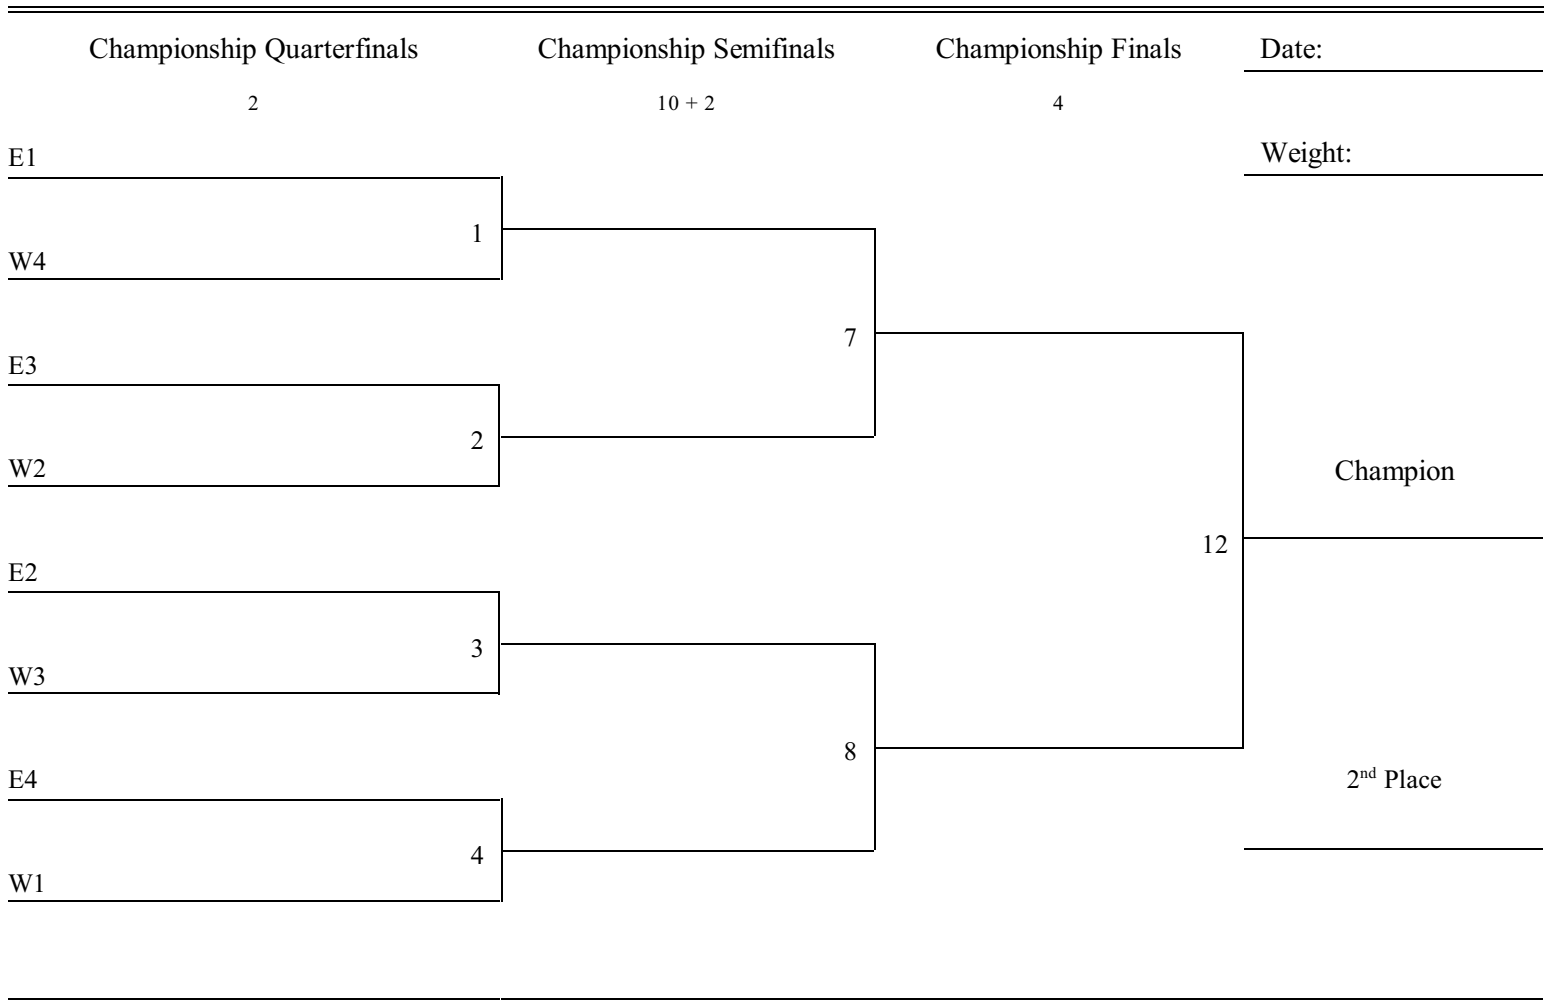 Championship Quarterfinals Championship Semifinals Championship Finals Date:
2 10 + 2 4
E1 Weight:
1
W4
7
E3
2
W2 Champion
12
E2
3
W3
8
E4 2nd Place
4
W1